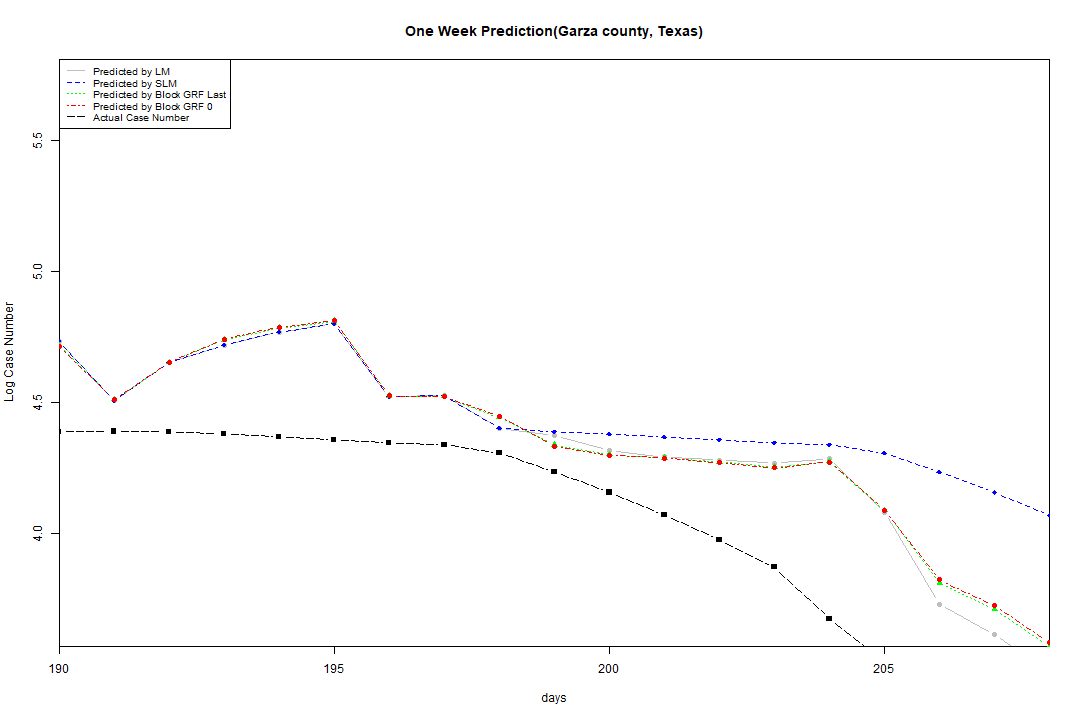 One Week Prediction(Garza county, Texas)
Predicted by LM
Predicted by SLM
Predicted by Block GRF Last
Predicted by Block GRF 0
Actual Case Number
5.5
5.0
4.5
4.0
Log Case Number
190
195
200
205
days